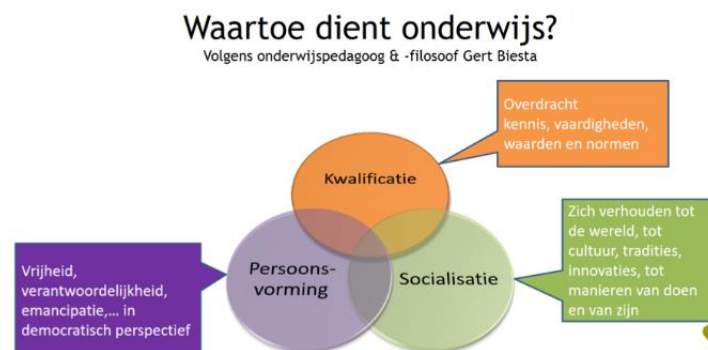 Waartoe dient onderwijs?
Volgens onderwijspedagoog & -filosoof Gert Biesta
Overdracht
kennis, vaardigheden,
waarden en normen
Kwalificatie
Zich verhouden tot
de wereld, tot
cultuur, tradities,
innovaties, tot
manieren van doen
en van zijn
Vrijheid,
verantwoordelijkheid,
emancipatie,... in
democratisch perspectief
Persoons-
vorming
Socialisatie